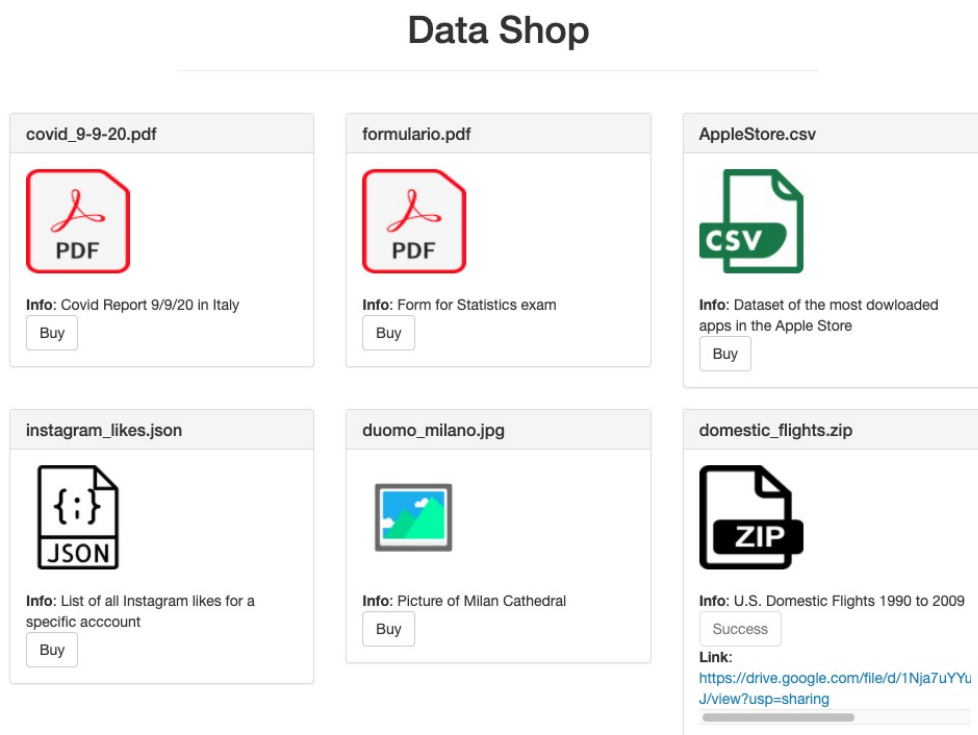 Data Shop
covid_9-9-20.pdf
PDF
Info: Covid Report 9/9/20 in Italy
Buy
formulario.pdf
PDF
Info: Form for Statistics exam
Buy
AppleStore.csv
CSV
Info: Dataset of the most dowloaded
apps in the Apple Store
Buy
instagram_likes.json
{;}
JSON
Info: List of all Instagram likes for a
specific acccount
Buy
duomo_milano.jpg
Info: Picture of Milan Cathedral
Buy
domestic_flights.zip
ZIP
Info: U.S. Domestic Flights 1990 to 2009
Success
Link:
https://drive.google.com/file/d/1Nja7uYYu
J/view?usp=sharing